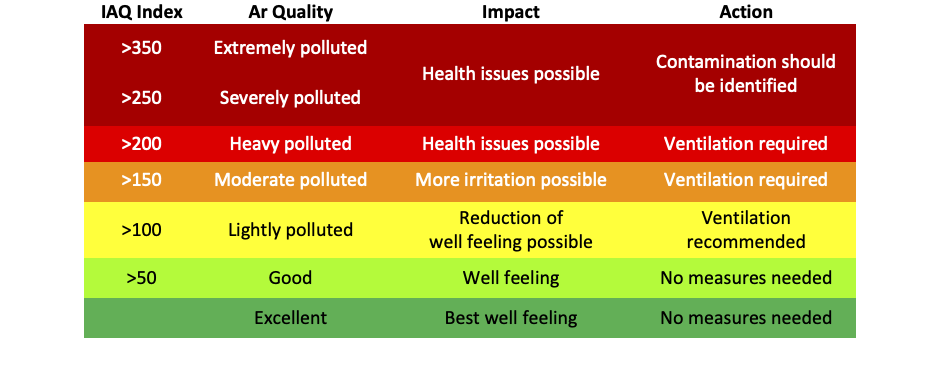 IAQ Index Ar Quality Impact Action
>350 Extremely polluted
Health issues possible
Contamination should
be identified
>250 Severely polluted
>200 Heavy polluted Health issues possible Ventilation required
>150 Moderate polluted More irritation possible Ventilation required
>100 Lightly polluted
Reduction of
well feeling possible
Ventilation
recommended
>50 Good Well feeling No measures needed
Excellent Best well feeling No measures needed